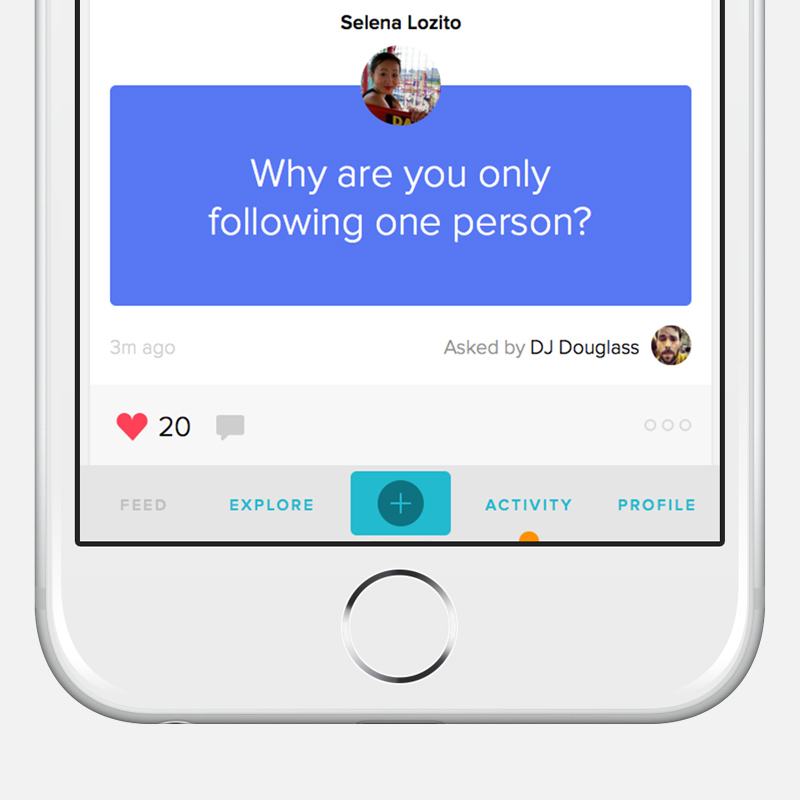 Selena Lozito
Why are you only
following one person?
3m ago
Asked by DJ Douglass
20
FEED
EXPLORE
ACTIVITY
PROFILE